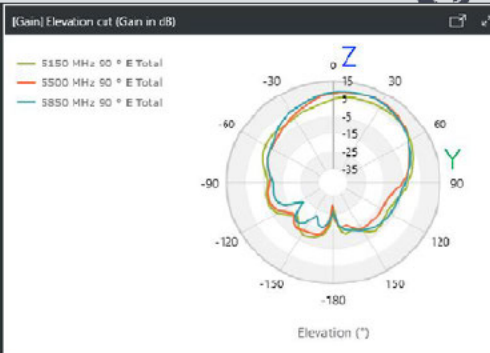 [Gain] Elevation cut (Gain in dB)
5150 MHz 90 ° E Total
5500 MHz 90 ° E Total
5850 MHz 90 ° E Total
Z
0
-30
30
15
5
-5
-15
-25
-35
-60
60
Y
-90
90
-120
120
-150
150
-180
Elevation (°)